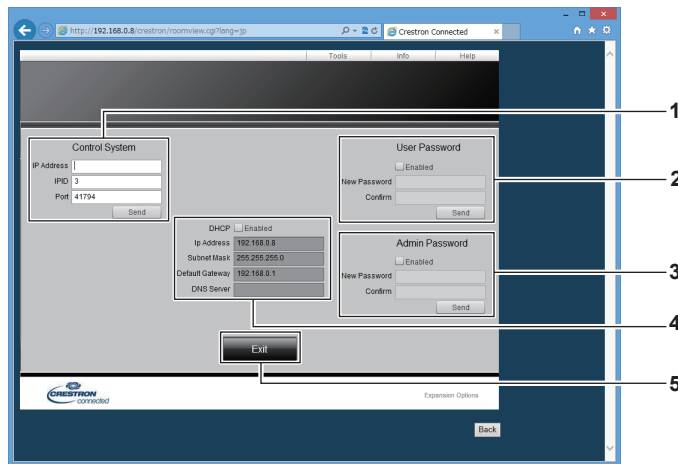 http://192.168.0.8/crestron/roomview.cgi?lang=jp
Crestron Connected
Tools Info Help
1
Control System
IP Address
IPID 3
Port 41794
Send
User Password
Enabled
New Password
Confirm
Send
2
DHCP Enabled
Ip Address 192.168.0.8
Subnet Mask 255.255.255.0
Default Gateway 192.168.0.1
DNS Server
Admin Password
Enabled
New Password
Confirm
Send
3
4
Exit
5
CRESTRON
connected
Expansion Options
Back